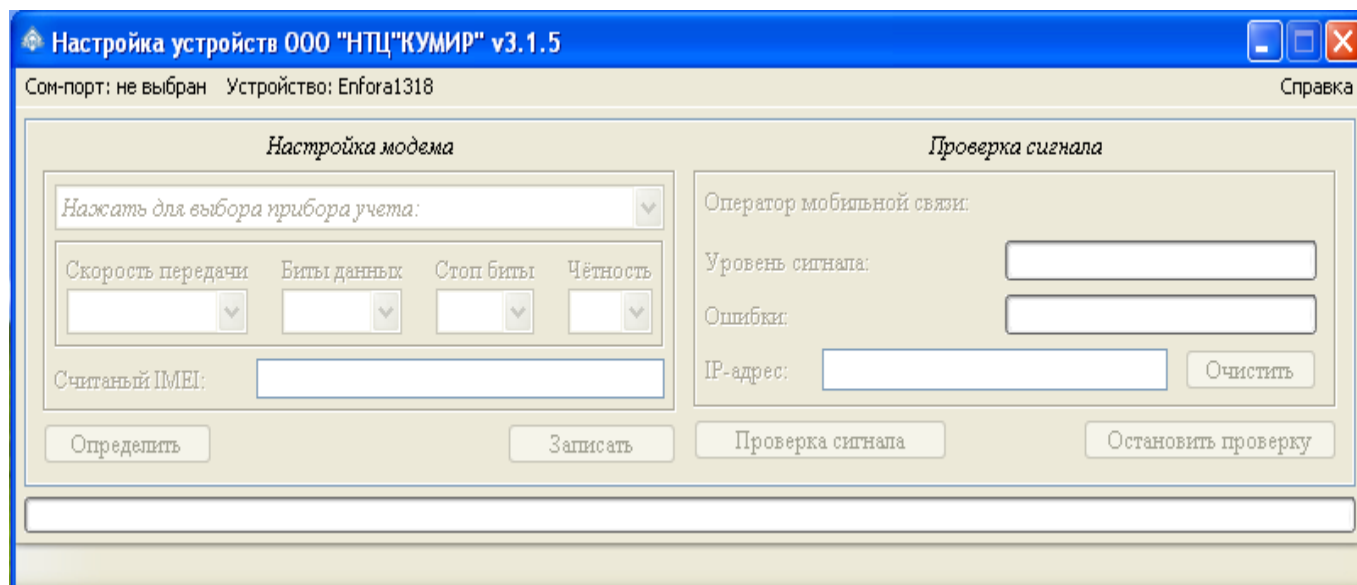 Настройка устройств ООО "НТЦ"КУМИР" v3.1.5
Com-порт: не выбран Устройство: Enfora1318 Справка
Настройка модема
Нажать для выбора прибора учета:
Скорость передачи Биты данных Стоп биты Чётность
Считаный IMEI:
Определить Записать
Проверка сигнала
Оператор мобильной связи:
Уровень сигнала:
Ошибки:
IP-адрес: Очистить
Проверка сигнала Остановить проверку